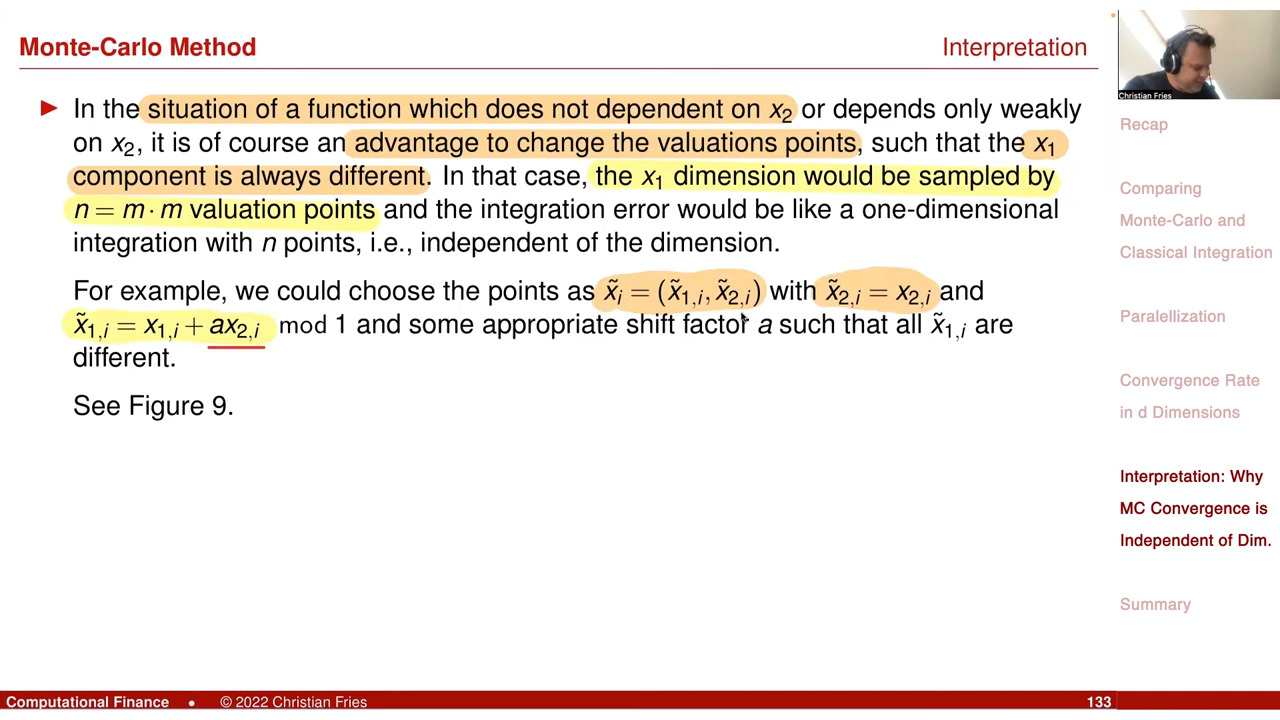 Monte-Carlo Method
Interpretation
Christian Fries
► In the situation of a function which does not dependent on x₂ or depends only weakly
on x₂, it is of course an advantage to change the valuations points, such that the x₁
component is always different. In that case, the x₁ dimension would be sampled by
n = m · m valuation points and the integration error would be like a one-dimensional
integration with n points, i.e., independent of the dimension.
For example, we could choose the points as x̃ᵢ = (x̃₁,ᵢ, x̃₂,ᵢ) with x̃₂,ᵢ = x₂,ᵢ and
x̃₁,ᵢ = x₁,ᵢ + ax₂,ᵢ mod 1 and some appropriate shift factor a such that all x̃₁,ᵢ are
different.
See Figure 9.
Recap
Comparing
Monte-Carlo and
Classical Integration
Paralellization
Convergence Rate
in d Dimensions
Interpretation: Why
MC Convergence is
Independent of Dim.
Summary
Computational Finance • © 2022 Christian Fries
133